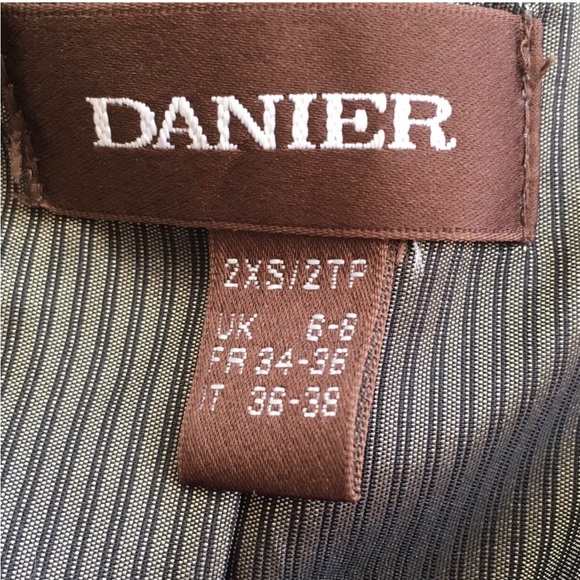 DANIER
2XS/2TP
UK 6-8
FR 34-36
IT 36-38